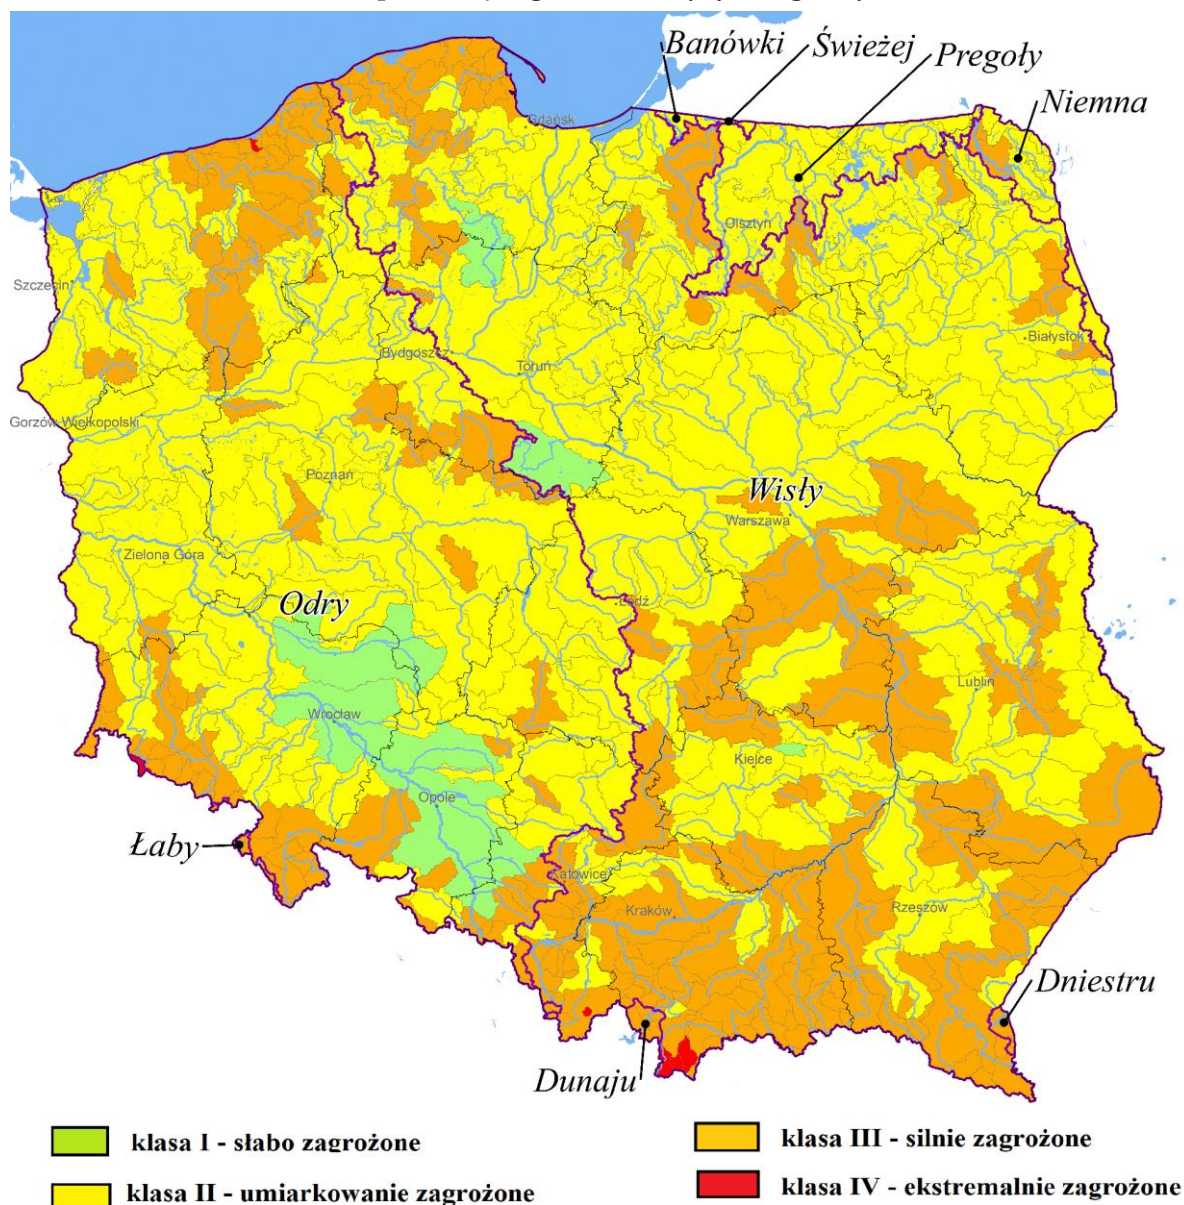 Banówki
Świeżej
Pregoły
Niemna
Gdańsk
Olsztyn
Szczecin
Białystok
Bydgoszcz
Toruń
Gorzów Wielkopolski
Poznań
Wisły
Warszawa
Zielona Góra
Odry
Łódź
Lublin
Wrocław
Kielce
Opole
Łaby
Katowice
Kraków
Rzeszów
Dniestru
Dunaju
klasa I - słabo zagrożone
klasa III - silnie zagrożone
klasa II - umiarkowanie zagrożone
klasa IV - ekstremalnie zagrożone